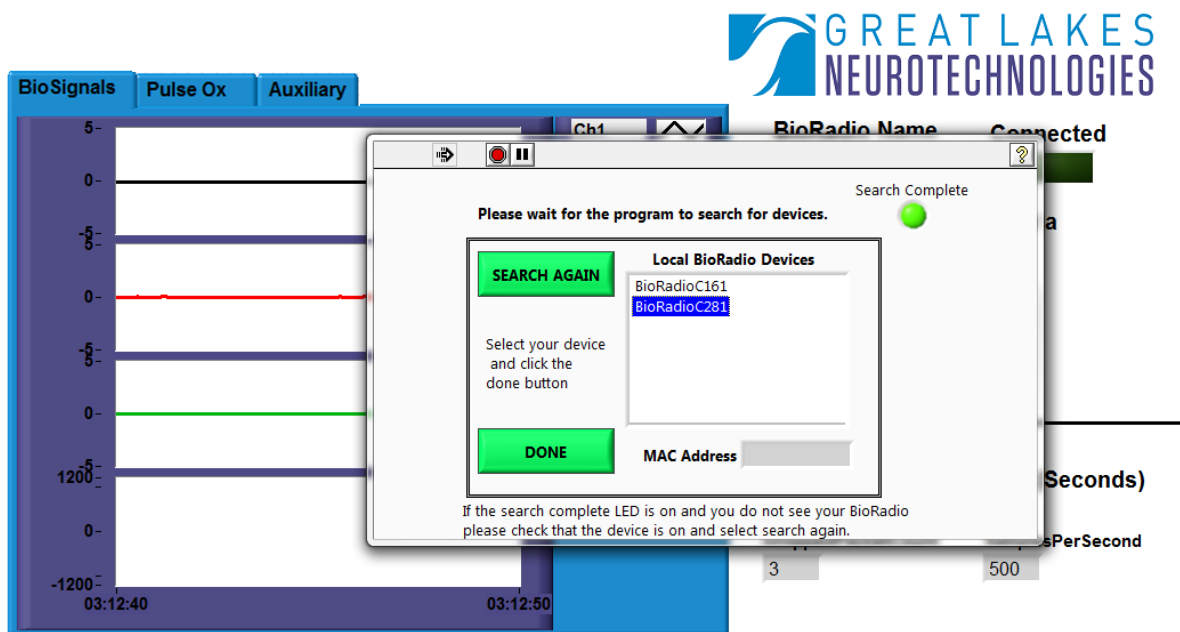 GREAT LAKES
NEUROTECHNOLOGIES
BioSignals
Pulse Ox
Auxiliary
5
0
-5
5
0
-5
5
0
-5
1200
0
-1200
03:12:40
03:12:50
Ch1
BioRadio Name
Connected
a
Search Complete
Please wait for the program to search for devices.
SEARCH AGAIN
Local BioRadio Devices
BioRadioC161
BioRadioC281
Select your device
and click the
done button
DONE
MAC Address
If the search complete LED is on and you do not see your BioRadio
please check that the device is on and select search again.
Seconds)
PerSecond
3
500